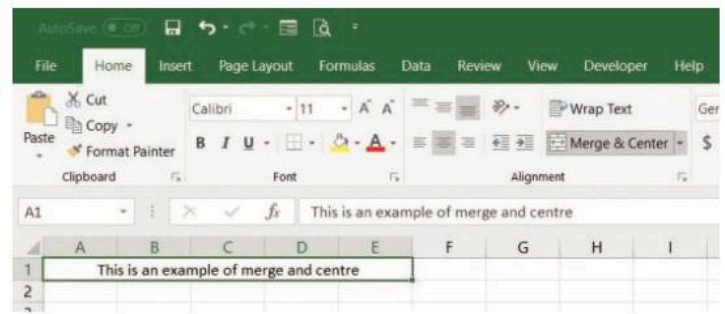 AutoSave Off
File Home Insert Page Layout Formulas Data Review View Developer Help
Cut
Calibri 11 A A Wrap Text Ger
Copy
Paste
Format Painter B I U A Merge & Center $
Clipboard Font Alignment
A1 fx This is an example of merge and centre
A B C D E F G H I
1 This is an example of merge and centre
2